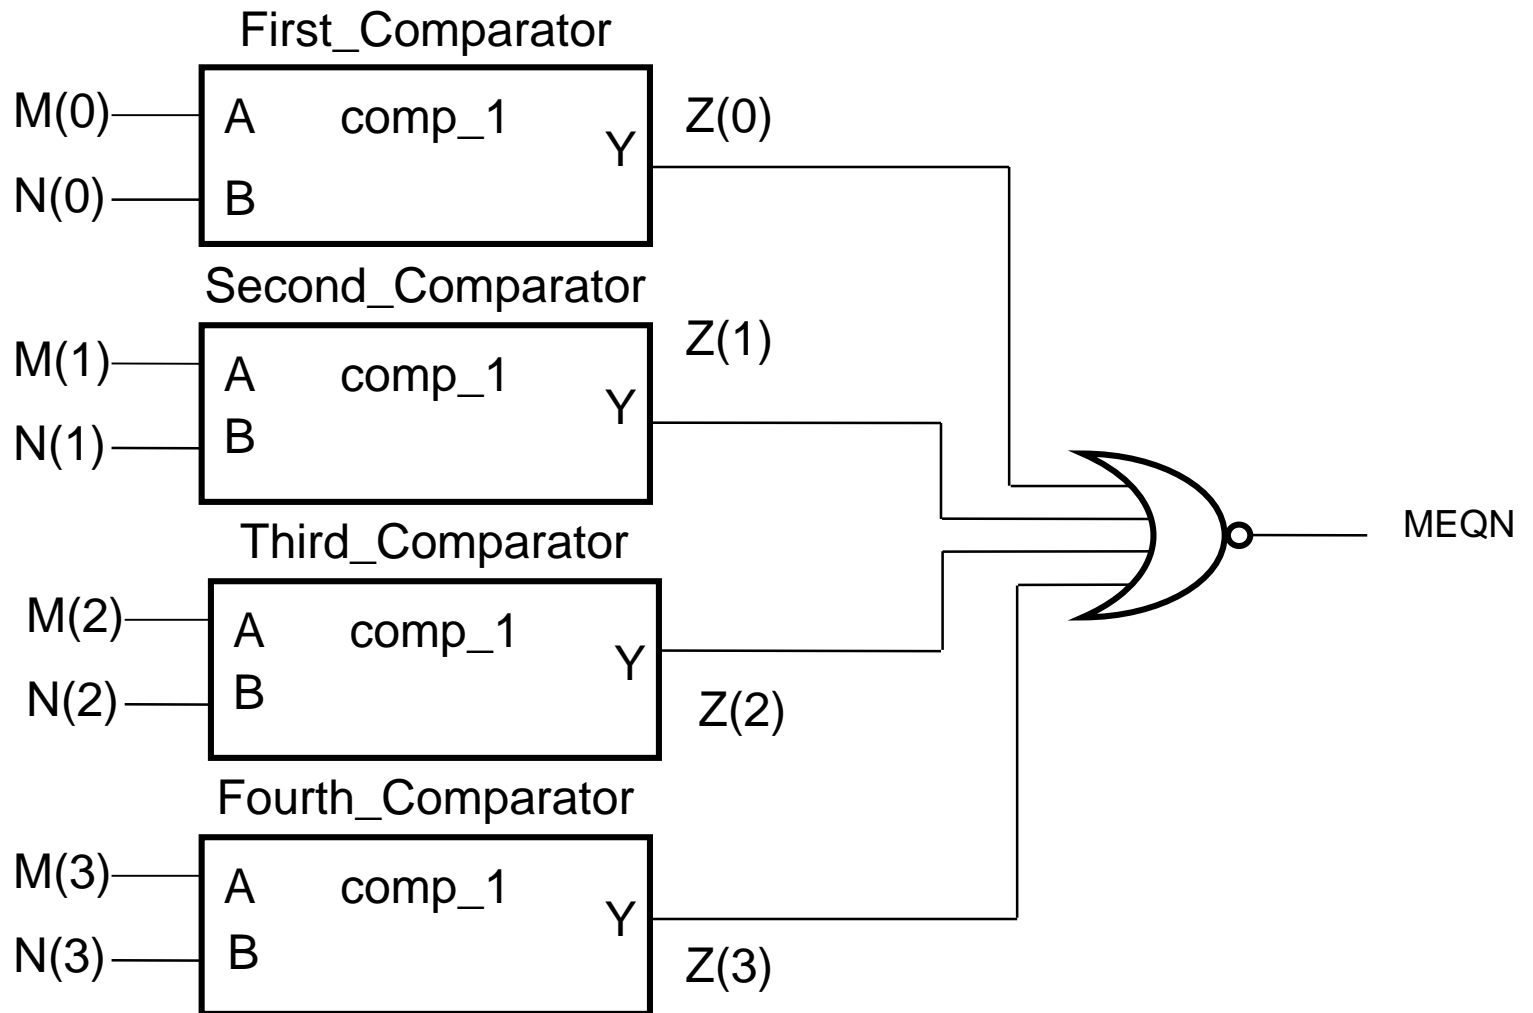 First_Comparator
M(0)
A
comp_1
Y
Z(0)
N(0)
B
Second_Comparator
M(1)
A
comp_1
Y
Z(1)
N(1)
B
Third_Comparator
M(2)
A
comp_1
Y
N(2)
B
Z(2)
MEQN
Fourth_Comparator
M(3)
A
comp_1
Y
N(3)
B
Z(3)